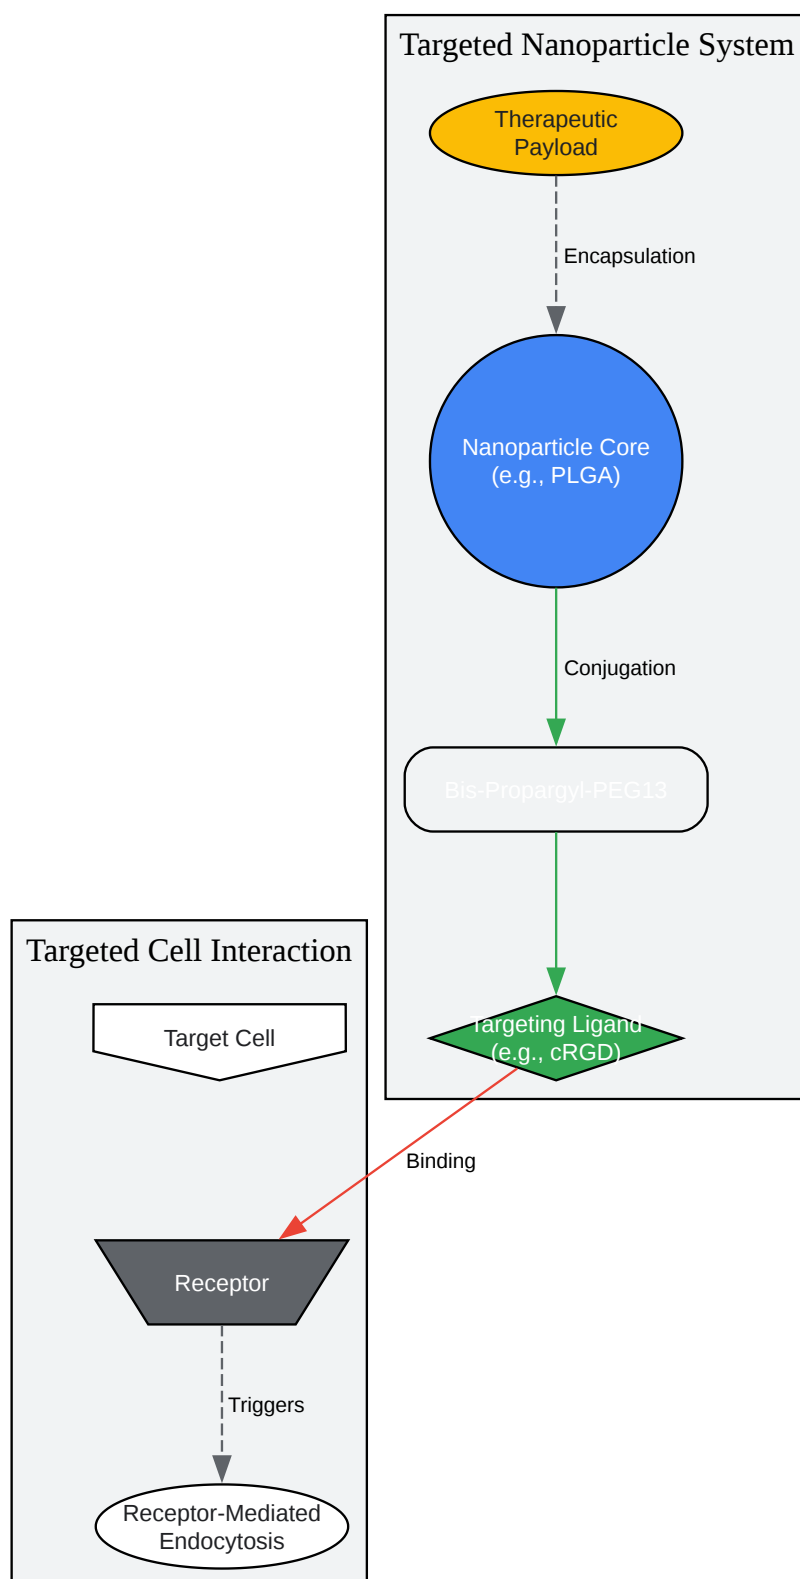 Targeted Nanoparticle System
Therapeutic
Payload
Encapsulation
Nanoparticle Core
(e.g., PLGA)
Conjugation
Bis-Propargyl-PEG13
Targeting Ligand
(e.g., cRGD)
Binding
Targeted Cell Interaction
Target Cell
Receptor
Triggers
Receptor-Mediated
Endocytosis